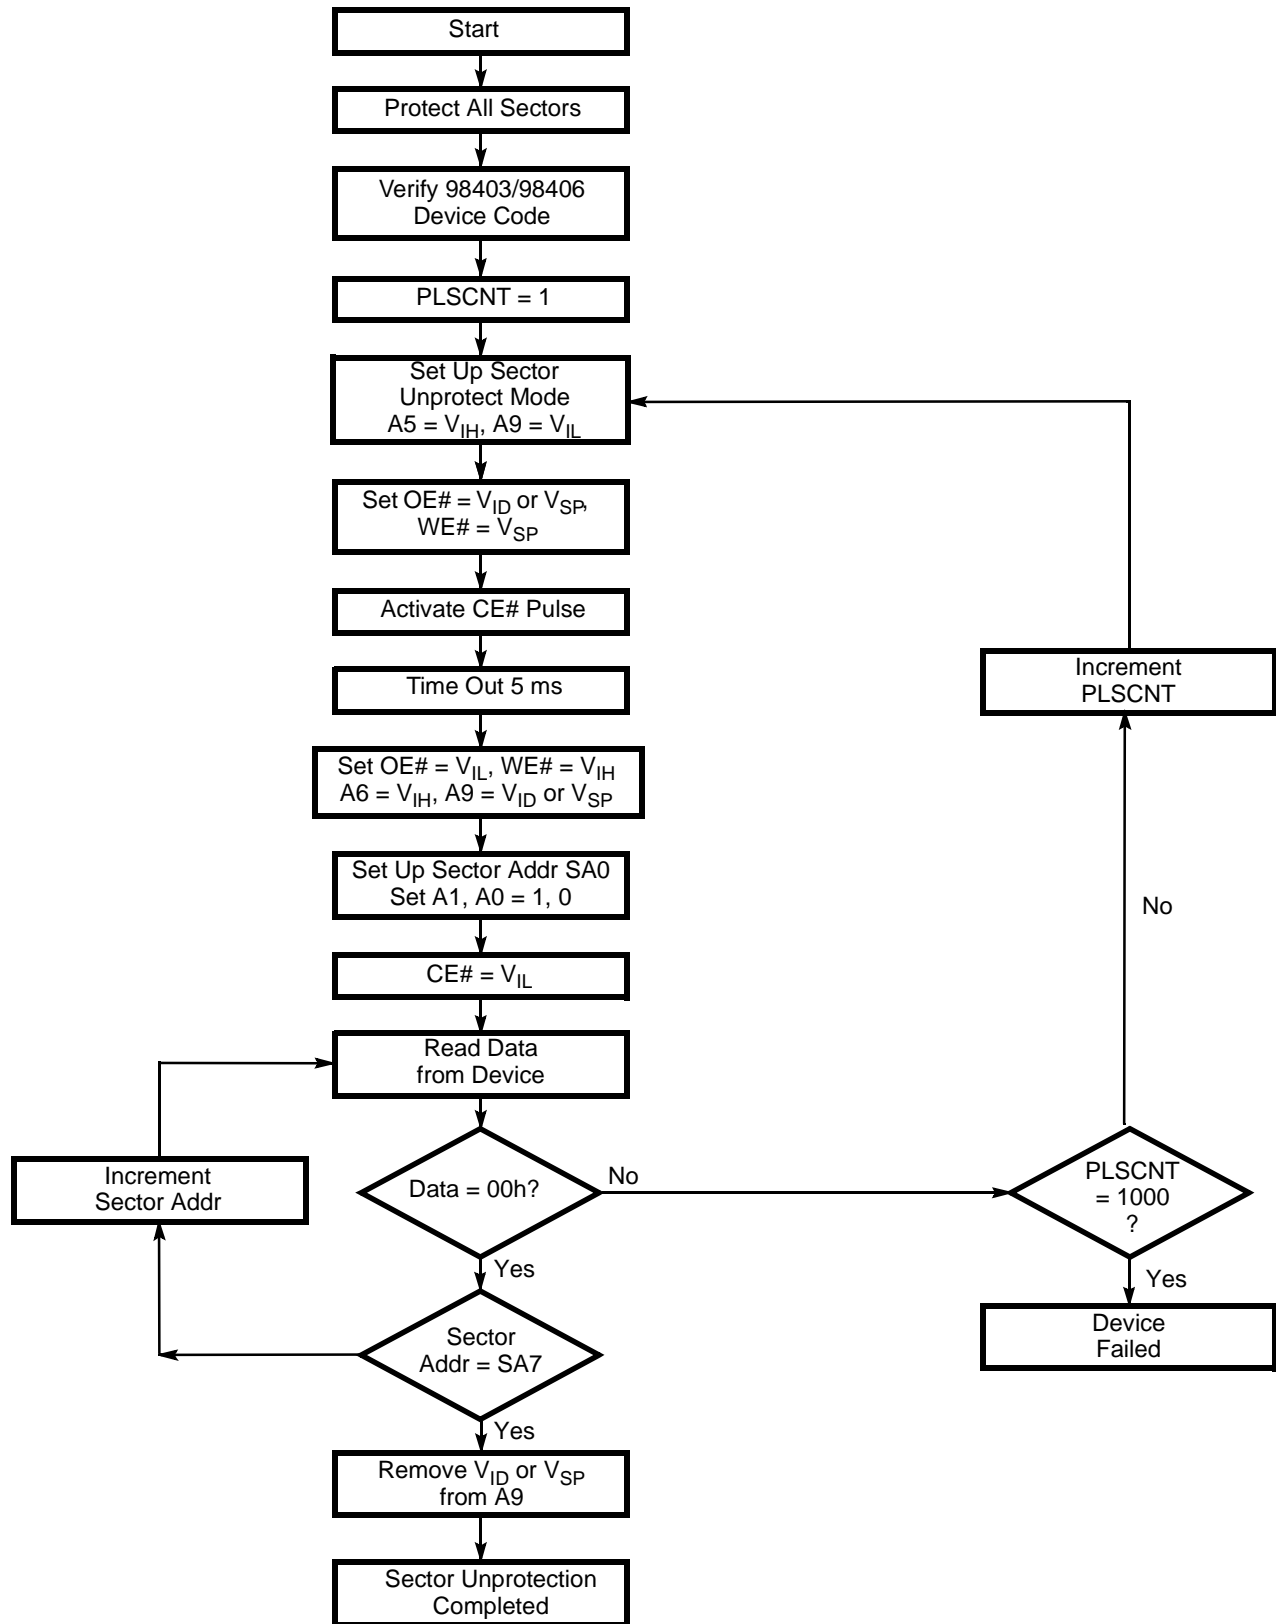 Start
Protect All Sectors
Verify 98403/98406
Device Code
PLSCNT = 1
Set Up Sector
Unprotect Mode
A5 = VIH, A9 = VIL
Set OE# = VID or VSP,
WE# = VSP
Activate CE# Pulse
Time Out 5 ms
Increment
PLSCNT
Set OE# = VIL, WE# = VIH
A6 = VIH, A9 = VID or VSP
Set Up Sector Addr SA0
Set A1, A0 = 1, 0
No
CE# = VIL
Read Data
from Device
Increment
Sector Addr
Data = 00h?
No
PLSCNT
= 1000
?
Yes
Yes
Sector
Addr = SA7
Device
Failed
Yes
Remove VID or VSP
from A9
Sector Unprotection
Completed